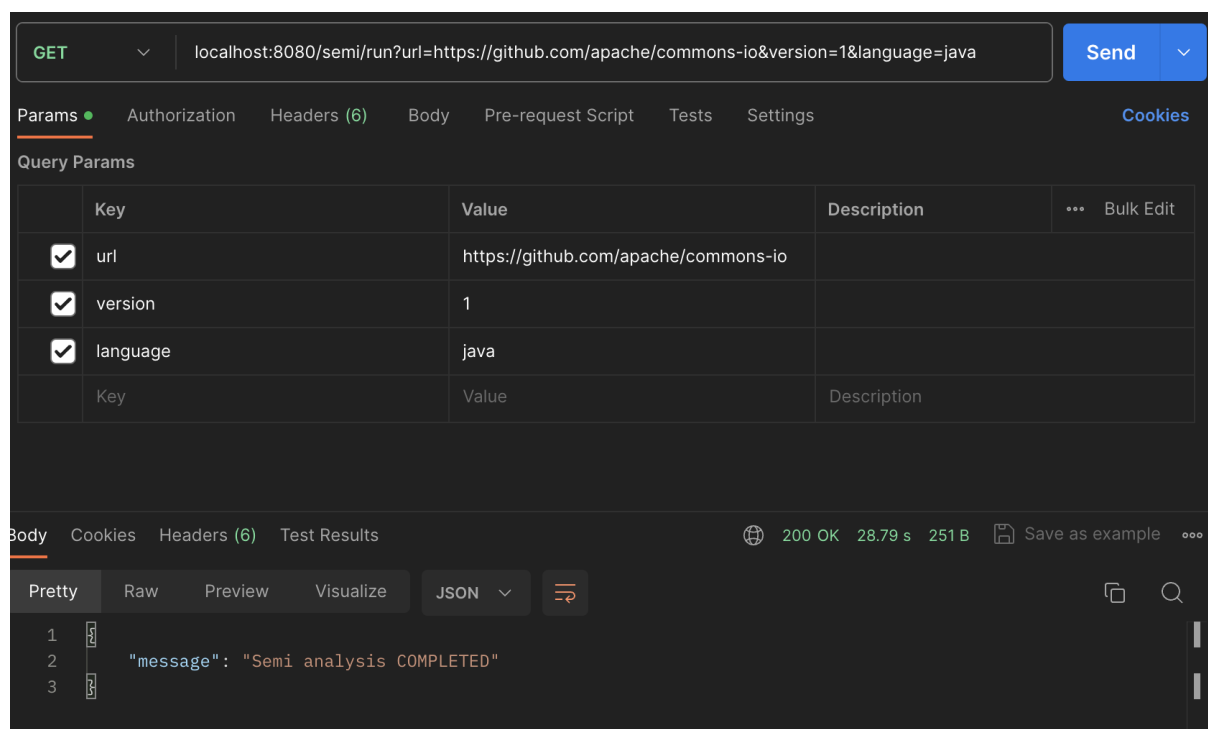 GET localhost:8080/semi/run?url=https://github.com/apache/commons-io&version=1&language=java Send
Params Authorization Headers (6) Body Pre-request Script Tests Settings Cookies
Query Params
Key Value Description Bulk Edit
url https://github.com/apache/commons-io
version 1
language java
Key Value Description
Body Cookies Headers (6) Test Results 200 OK 28.79 s 251 B Save as example
Pretty Raw Preview Visualize JSON
1 {
2 "message": "Semi analysis COMPLETED"
3 }